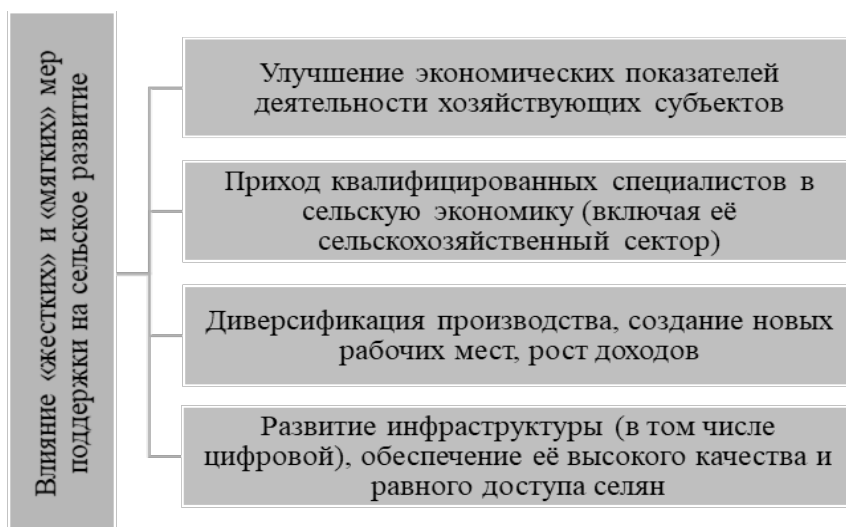 Влияние «жестких» и «мягких» мер
поддержки на сельское развитие
Улучшение экономических показателей
деятельности хозяйствующих субъектов
Приход квалифицированных специалистов в
сельскую экономику (включая её
сельскохозяйственный сектор)
Диверсификация производства, создание новых
рабочих мест, рост доходов
Развитие инфраструктуры (в том числе
цифровой), обеспечение её высокого качества и
равного доступа селян